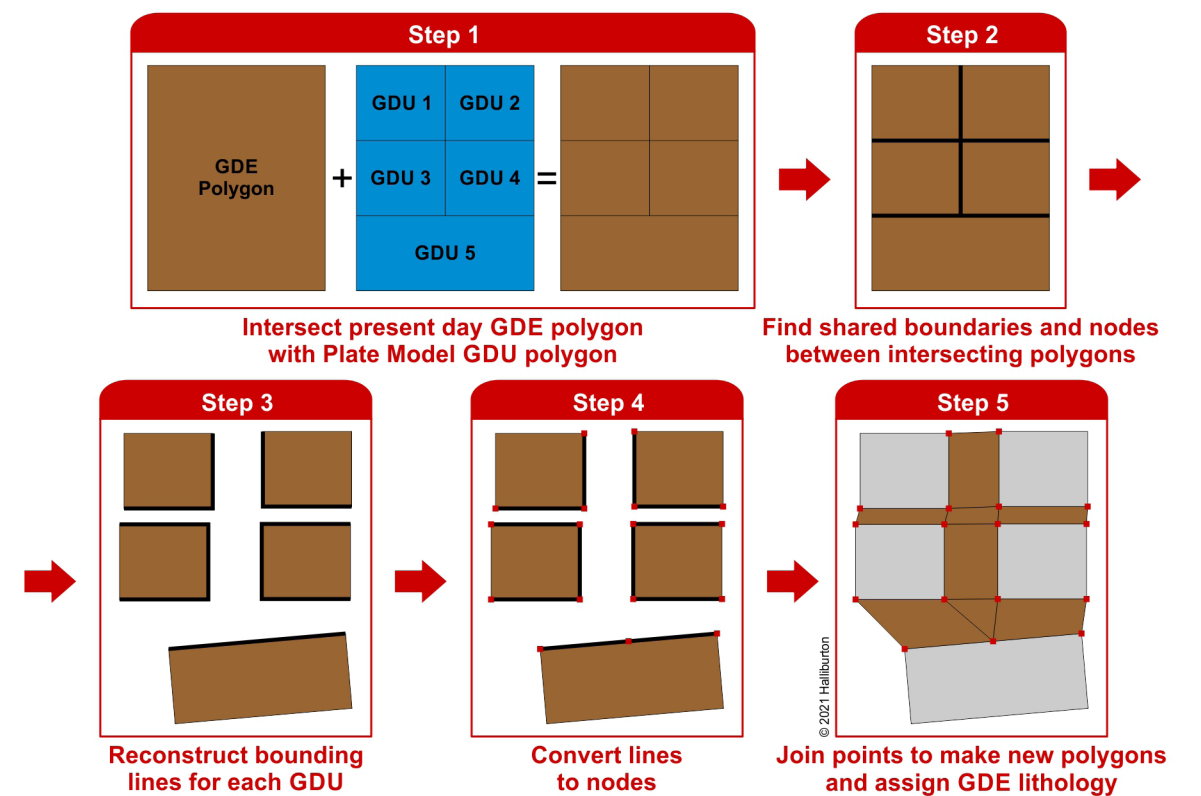 Step 1
GDE
Polygon
+
GDU 1
GDU 2
GDU 3
GDU 4
GDU 5
=
Intersect present day GDE polygon
with Plate Model GDU polygon
Step 2
Find shared boundaries and nodes
between intersecting polygons
Step 3
Reconstruct bounding
lines for each GDU
Step 4
Convert lines
to nodes
Step 5
© 2021 Halliburton
Join points to make new polygons
and assign GDE lithology